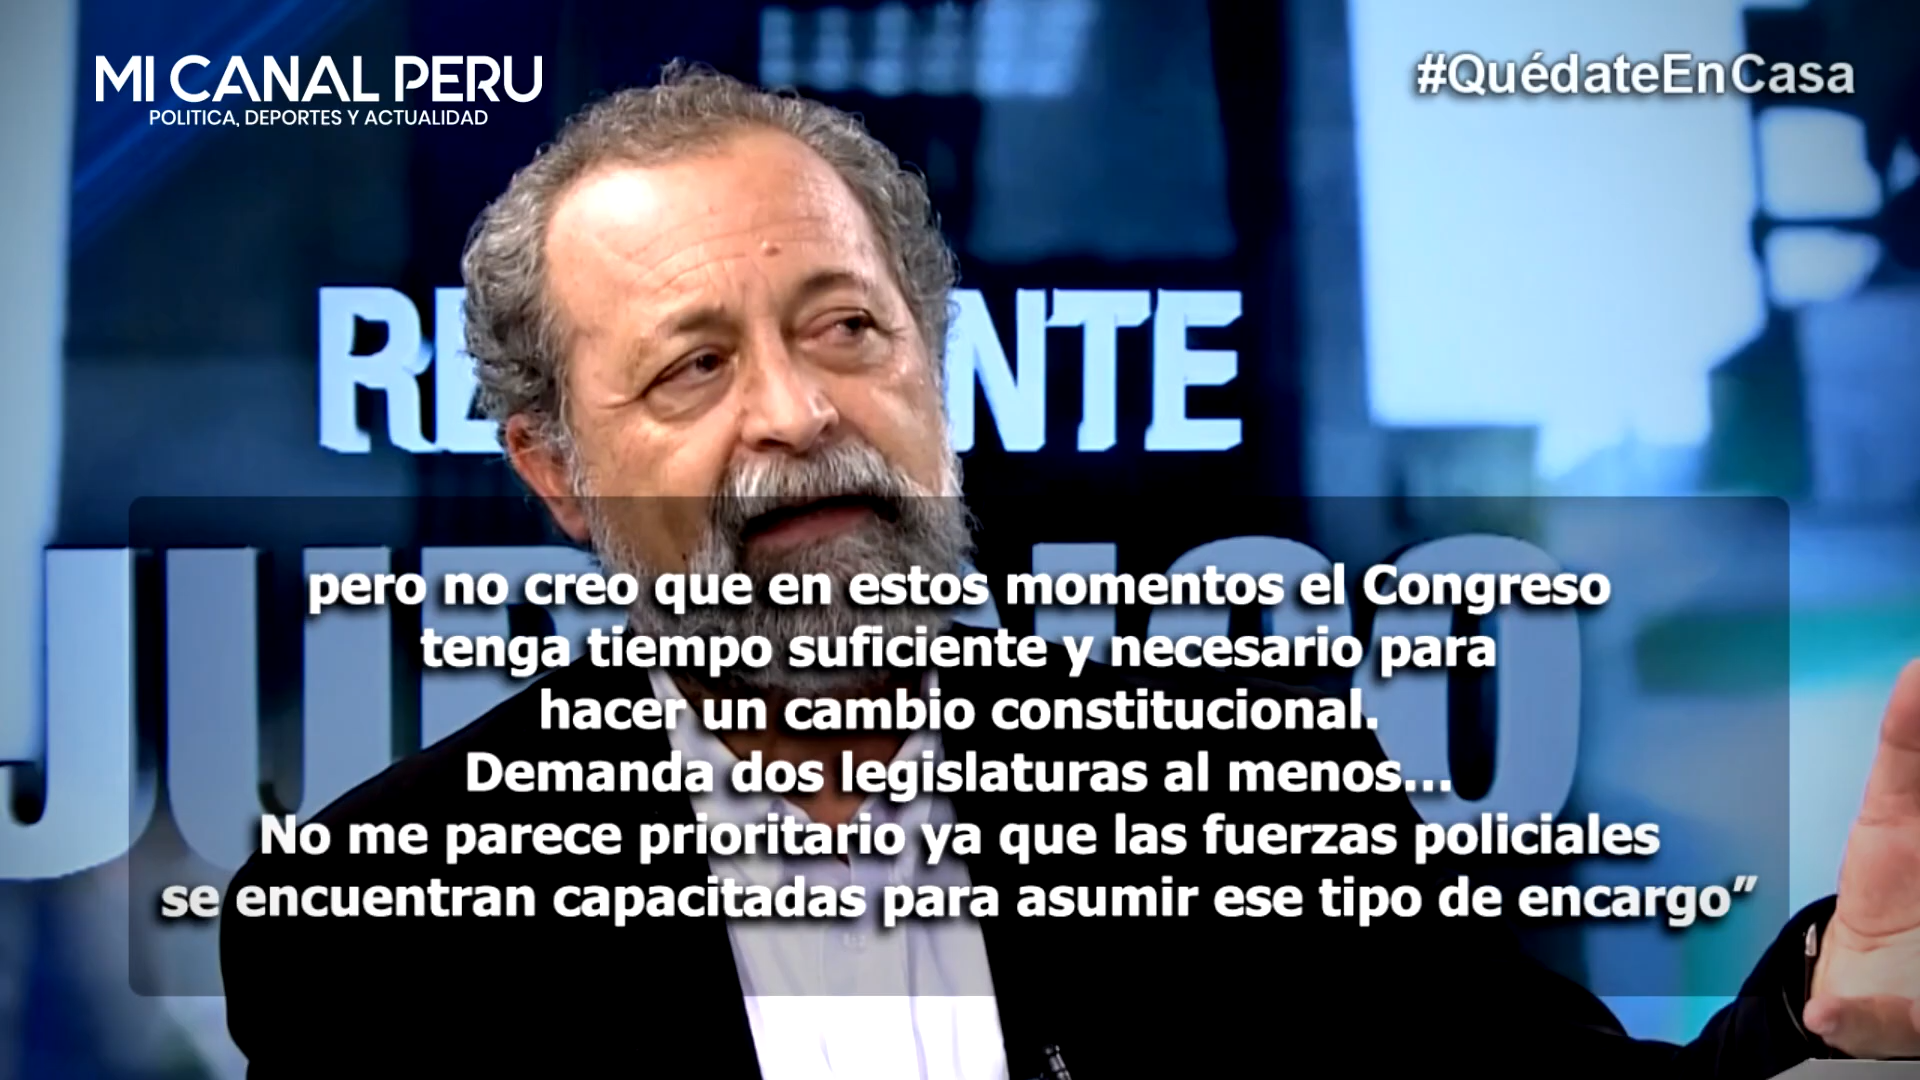 MI CANAL PERU
POLITICA, DEPORTES Y ACTUALIDAD
#QuédateEnCasa
pero no creo que en estos momentos el Congreso
tenga tiempo suficiente y necesario para
hacer un cambio constitucional.
Demanda dos legislaturas al menos...
No me parece prioritario ya que las fuerzas policiales
se encuentran capacitadas para asumir ese tipo de encargo”